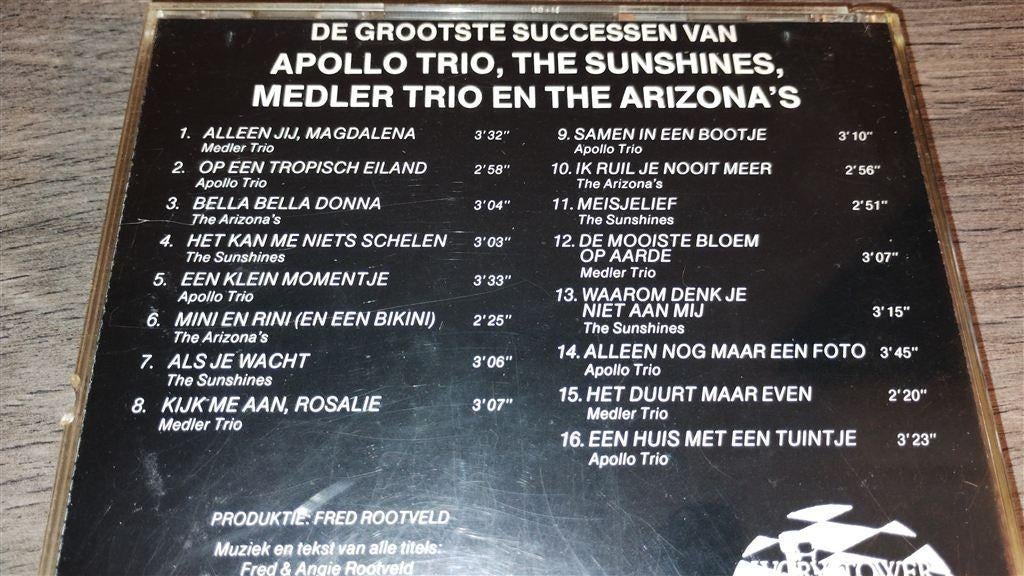 DE GROOTSTE SUCCESSEN VAN
APOLLO TRIO, THE SUNSHINES,
MEDLER TRIO EN THE ARIZONA'S
1. ALLEEN JIJ, MAGDALENA 3'32"
Medler Trio
2. OP EEN TROPISCH EILAND 2'58"
Apollo Trio
3. BELLA BELLA DONNA 3'04"
The Arizona's
4. HET KAN ME NIETS SCHELEN 3'03"
The Sunshines
5. EEN KLEIN MOMENTJE 3'33"
Apollo Trio
6. MINI EN RINI (EN EEN BIKINI) 2'25"
The Arizona's
7. ALS JE WACHT 3'06"
The Sunshines
8. KIJK ME AAN, ROSALIE 3'07"
Medler Trio
9. SAMEN IN EEN BOOTJE 3'10"
Apollo Trio
10. IK RUIL JE NOOIT MEER 2'56"
The Arizona's
11. MEISJELIEF 2'51"
The Sunshines
12. DE MOOISTE BLOEM
OP AARDE 3'07"
Medler Trio
13. WAAROM DENK JE
NIET AAN MIJ 3'15"
The Sunshines
14. ALLEEN NOG MAAR EEN FOTO 3'45"
Apollo Trio
15. HET DUURT MAAR EVEN 2'20"
Medler Trio
16. EEN HUIS MET EEN TUINTJE 3'23"
Apollo Trio
PRODUKTIE: FRED ROOTVELD
Muziek en tekst van alle titels:
Fred & Angie Rootveld
IVORY TOWER